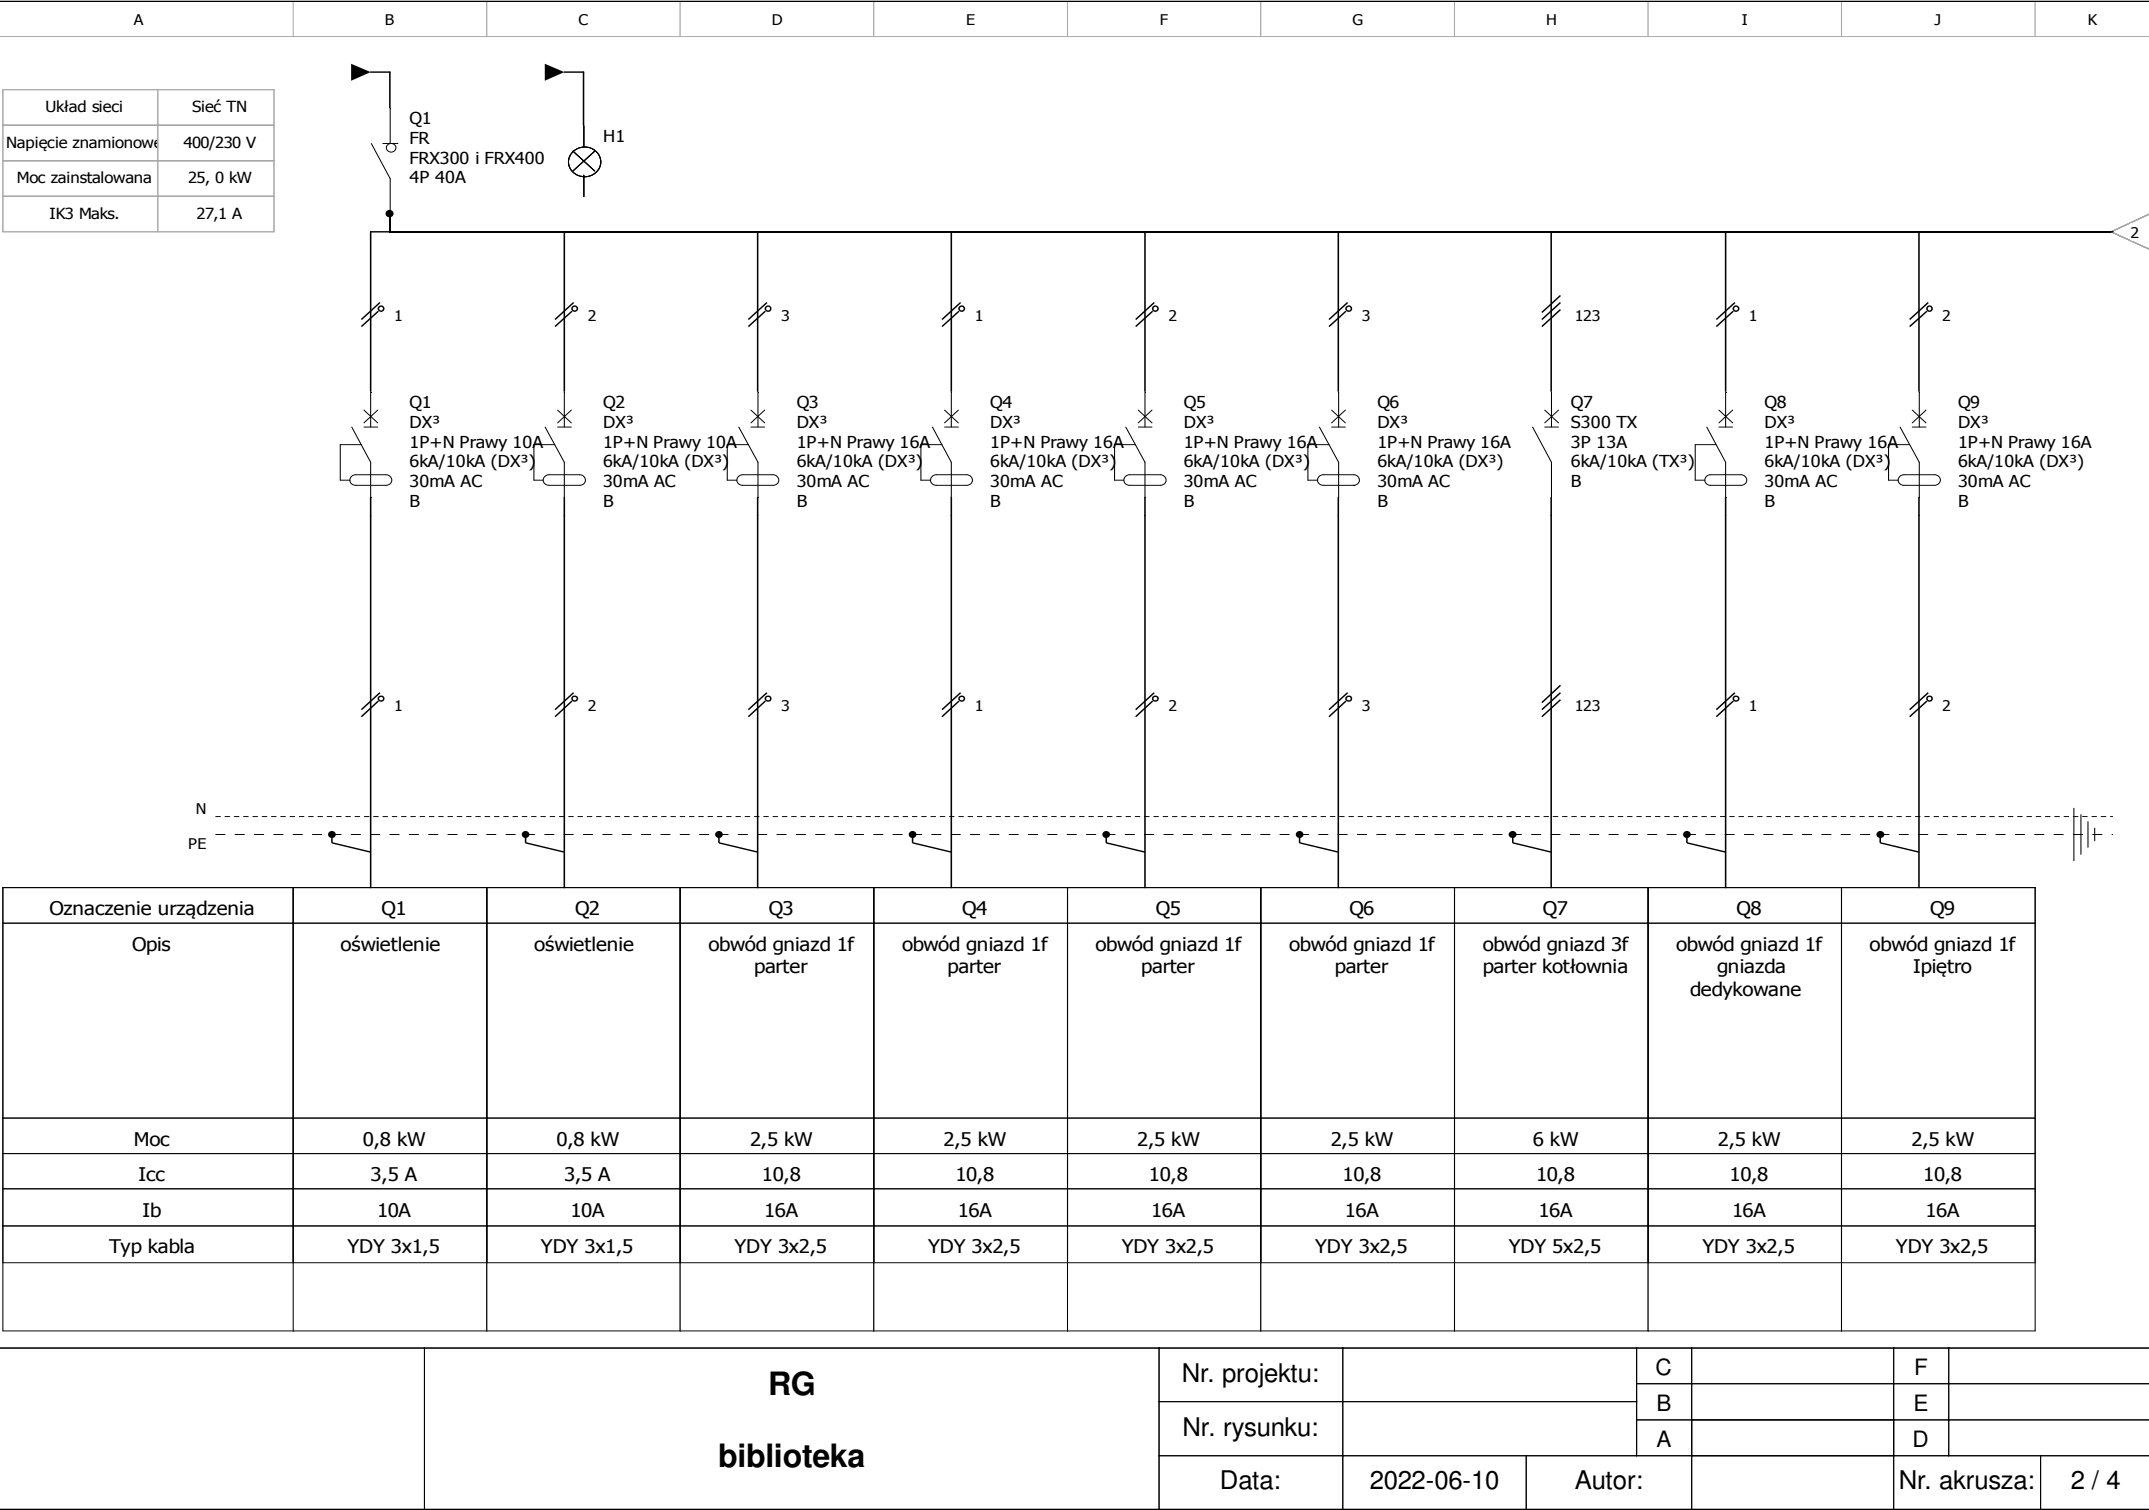 A B C D E F G H I J K
Układ sieci Sieć TN
Napięcie znamionowe 400/230 V
Moc zainstalowana 25, 0 kW
IK3 Maks. 27,1 A
Q1
FR
FRX300 i FRX400
4P 40A
H1
2
1 2 3 1 2 3 123 1 2
Q1
DX³
1P+N Prawy 10A
6kA/10kA (DX³)
30mA AC
B
Q2
DX³
1P+N Prawy 10A
6kA/10kA (DX³)
30mA AC
B
Q3
DX³
1P+N Prawy 16A
6kA/10kA (DX³)
30mA AC
B
Q4
DX³
1P+N Prawy 16A
6kA/10kA (DX³)
30mA AC
B
Q5
DX³
1P+N Prawy 16A
6kA/10kA (DX³)
30mA AC
B
Q6
DX³
1P+N Prawy 16A
6kA/10kA (DX³)
30mA AC
B
Q7
S300 TX
3P 13A
6kA/10kA (TX³)
B
Q8
DX³
1P+N Prawy 16A
6kA/10kA (DX³)
30mA AC
B
Q9
DX³
1P+N Prawy 16A
6kA/10kA (DX³)
30mA AC
B
1 2 3 1 2 3 123 1 2
N
PE
Oznaczenie urządzenia Q1 Q2 Q3 Q4 Q5 Q6 Q7 Q8 Q9
Opis oświetlenie oświetlenie obwód gniazd 1f obwód gniazd 1f obwód gniazd 1f obwód gniazd 1f obwód gniazd 3f obwód gniazd 1f obwód gniazd 1f
parter parter parter parter parter kotłownia gniazda Ipiętro
dedykowane
Moc 0,8 kW 0,8 kW 2,5 kW 2,5 kW 2,5 kW 2,5 kW 6 kW 2,5 kW 2,5 kW
Icc 3,5 A 3,5 A 10,8 10,8 10,8 10,8 10,8 10,8 10,8
Ib 10A 10A 16A 16A 16A 16A 16A 16A 16A
Typ kabla YDY 3x1,5 YDY 3x1,5 YDY 3x2,5 YDY 3x2,5 YDY 3x2,5 YDY 3x2,5 YDY 5x2,5 YDY 3x2,5 YDY 3x2,5
RG
biblioteka
Nr. projektu:
Nr. rysunku:
C F
B E
A D
Data: 2022-06-10 Autor: Nr. akrusza: 2 / 4